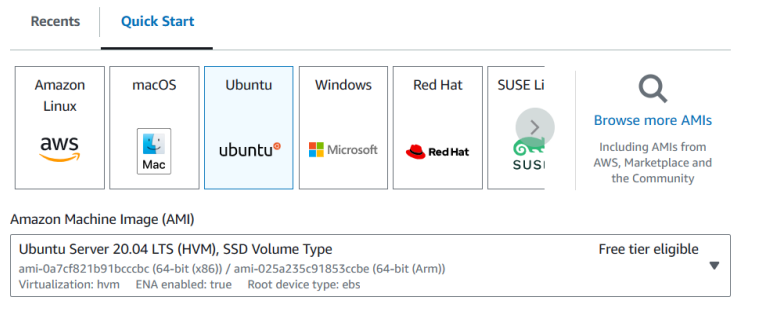 Recents
Quick Start
Amazon Linux
aws
macOS
Mac
Ubuntu
ubuntu
Windows
Microsoft
Red Hat
Red Hat
SUSE Li
SUS
Browse more AMIs
Including AMIs from
AWS, Marketplace and
the Community
Amazon Machine Image (AMI)
Ubuntu Server 20.04 LTS (HVM), SSD Volume Type
Free tier eligible
ami-0a7cf821b91bcccbc (64-bit (x86)) / ami-025a235c91853ccbe (64-bit (Arm))
Virtualization: hvm ENA enabled: true Root device type: ebs